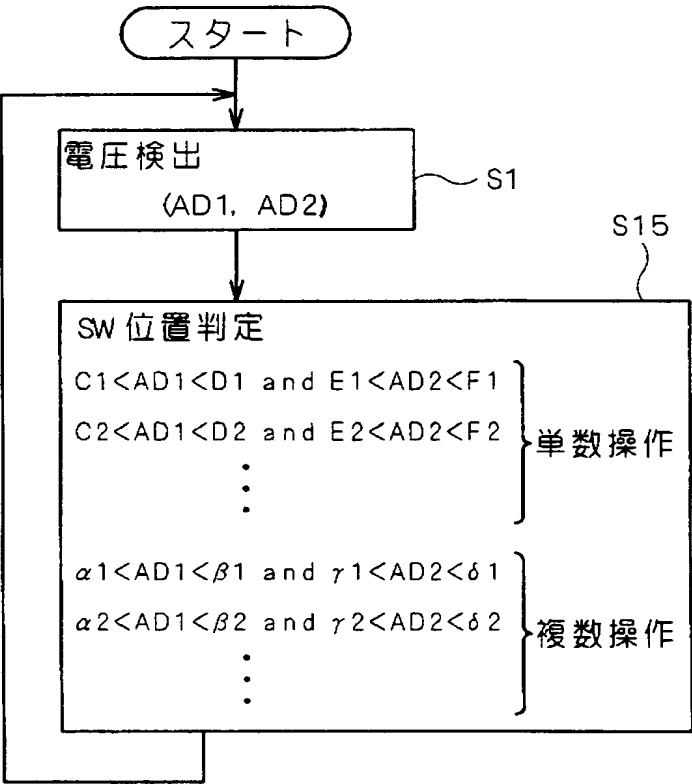 スタート
電圧検出
(AD1, AD2)
S1
S15
SW位置判定
C1<AD1<D1 and E1<AD2<F1
C2<AD1<D2 and E2<AD2<F2
単数操作
α1<AD1<β1 and γ1<AD2<δ1
α2<AD1<β2 and γ2<AD2<δ2
複数操作